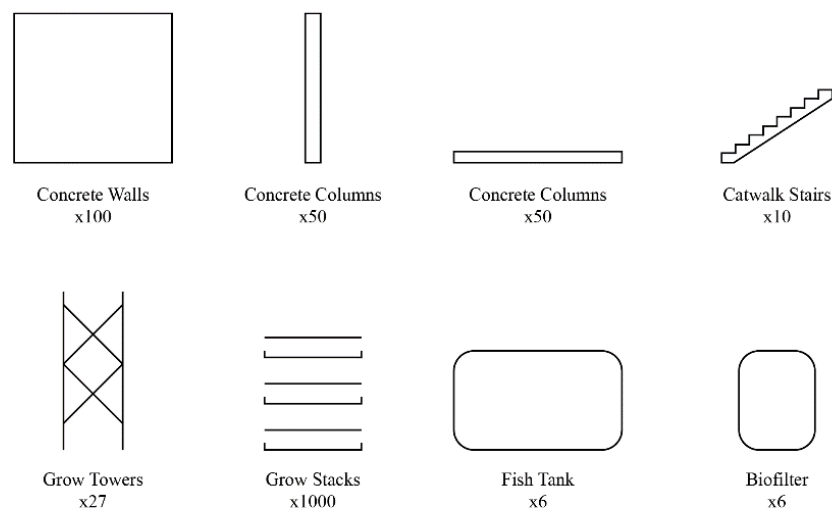 Concrete Walls
x100
Concrete Columns
x50
Concrete Columns
x50
Catwalk Stairs
x10
Grow Towers
x27
Grow Stacks
x1000
Fish Tank
x6
Biofilter
x6